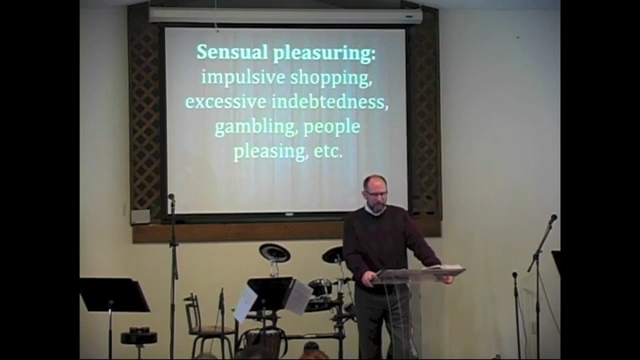 Sensual pleasuring:
impulsive shopping,
excessive indebtedness,
gambling, people
pleasing, etc.